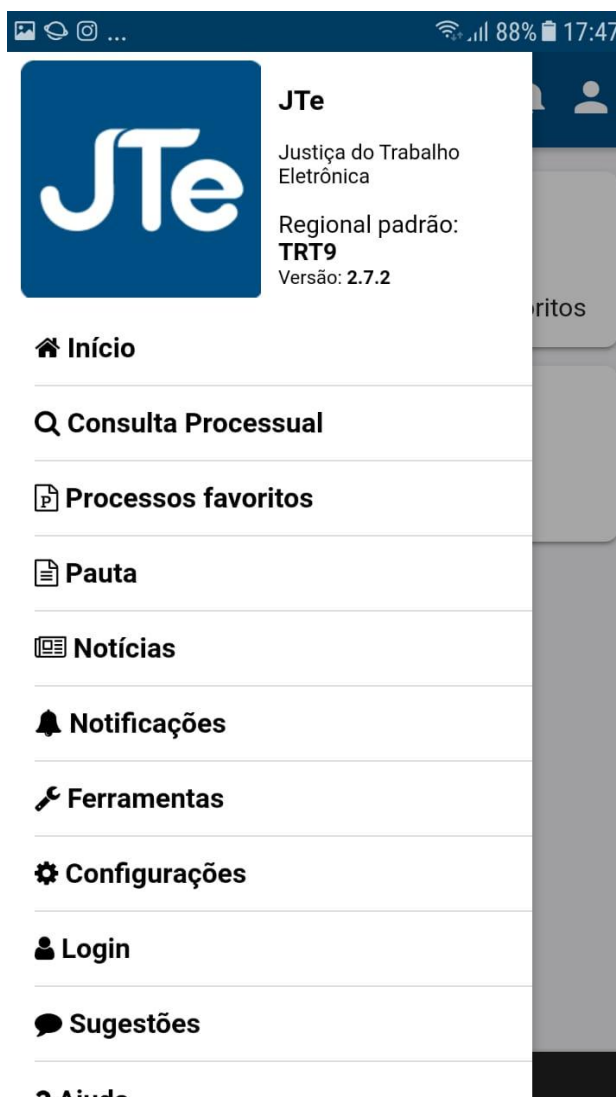 ... 88% 17:47
JTe
JTe
Justiça do Trabalho
Eletrônica
Regional padrão:
TRT9
Versão: 2.7.2
ritos
Início
Consulta Processual
Processos favoritos
Pauta
Notícias
Notificações
Ferramentas
Configurações
Login
Sugestões
Ajuda